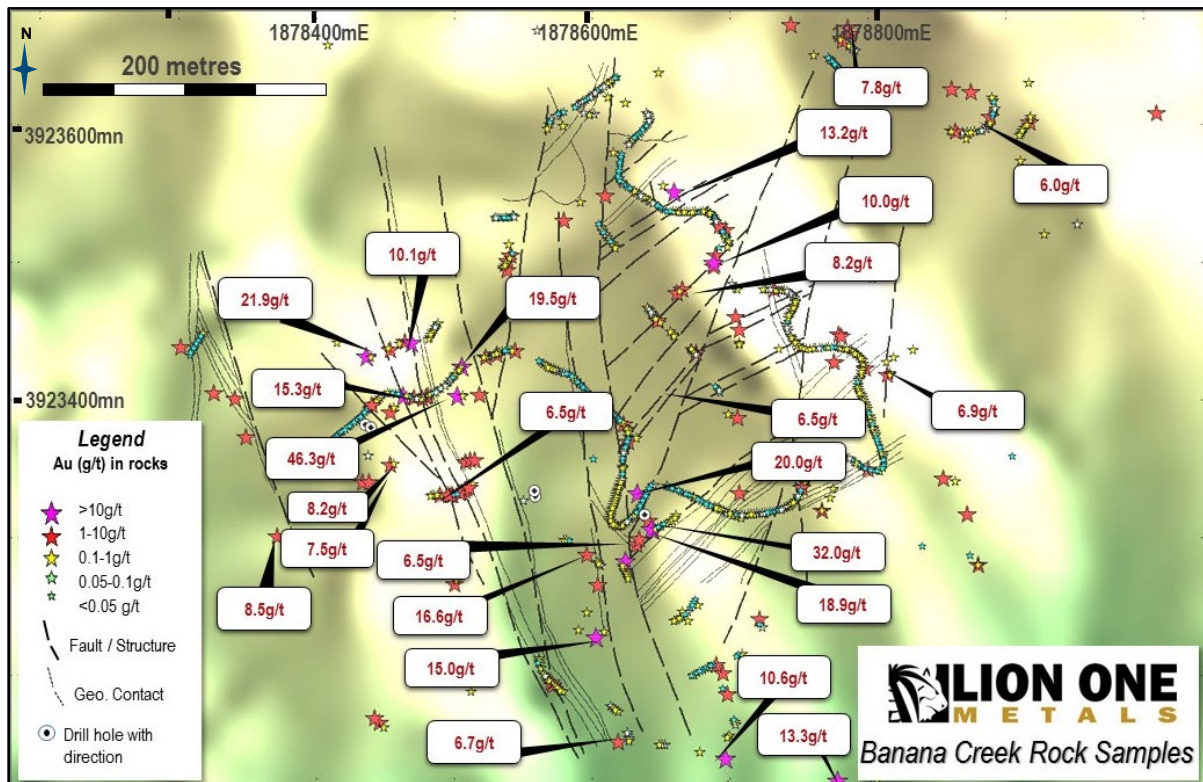 N
200 metres
1878400mE
1878600mE
1878800mE
3923600mn
3923400mn
7.8g/t
13.2g/t
6.0g/t
10.0g/t
10.1g/t
8.2g/t
21.9g/t
19.5g/t
15.3g/t
6.5g/t
6.5g/t
6.9g/t
46.3g/t
20.0g/t
8.2g/t
7.5g/t
6.5g/t
32.0g/t
8.5g/t
16.6g/t
18.9g/t
15.0g/t
10.6g/t
6.7g/t
13.3g/t
Legend
Au (g/t) in rocks
>10g/t
1-10g/t
0.1-1g/t
0.05-0.1g/t
<0.05 g/t
Fault / Structure
Geo. Contact
Drill hole with
direction
LION ONE
METALS
Banana Creek Rock Samples